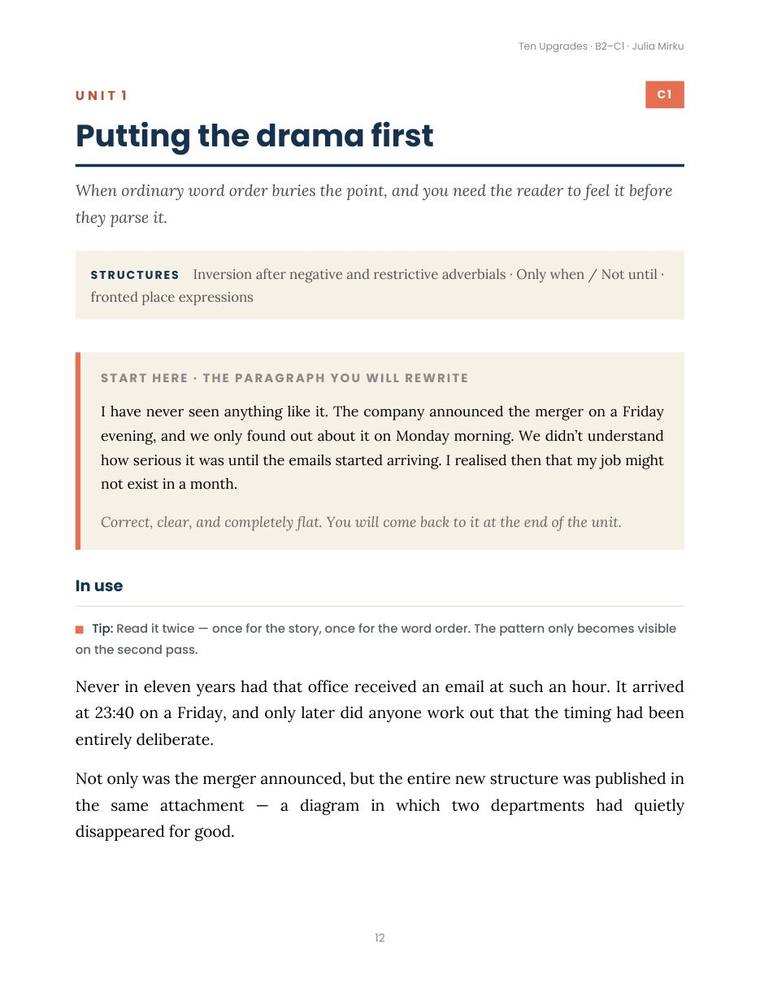 Ten Upgrades · B2–C1 · Julia Mirku
UNIT 1
C1
Putting the drama first
When ordinary word order buries the point, and you need the reader to feel it before
they parse it.
STRUCTURES Inversion after negative and restrictive adverbials · Only when / Not until ·
fronted place expressions
START HERE · THE PARAGRAPH YOU WILL REWRITE
I have never seen anything like it. The company announced the merger on a Friday
evening, and we only found out about it on Monday morning. We didn’t understand
how serious it was until the emails started arriving. I realised then that my job might
not exist in a month.
Correct, clear, and completely flat. You will come back to it at the end of the unit.
In use
Tip: Read it twice — once for the story, once for the word order. The pattern only becomes visible
on the second pass.
Never in eleven years had that office received an email at such an hour. It arrived
at 23:40 on a Friday, and only later did anyone work out that the timing had been
entirely deliberate.
Not only was the merger announced, but the entire new structure was published in
the same attachment — a diagram in which two departments had quietly
disappeared for good.
12